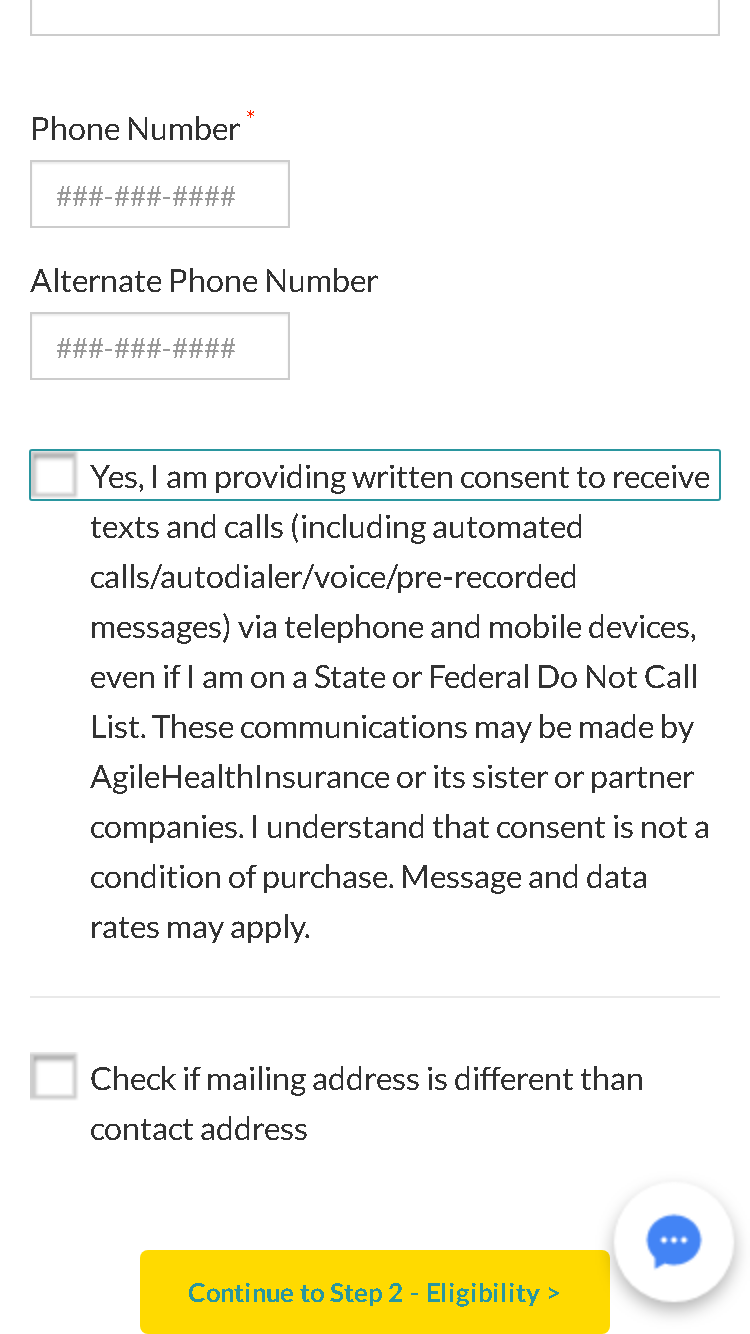 Phone Number *
###-###-####
Alternate Phone Number
###-###-####
Yes, I am providing written consent to receive
texts and calls (including automated
calls/autodialer/voice/pre-recorded
messages) via telephone and mobile devices,
even if I am on a State or Federal Do Not Call
List. These communications may be made by
AgileHealthInsurance or its sister or partner
companies. I understand that consent is not a
condition of purchase. Message and data
rates may apply.
Check if mailing address is different than
contact address
Continue to Step 2 - Eligibility >